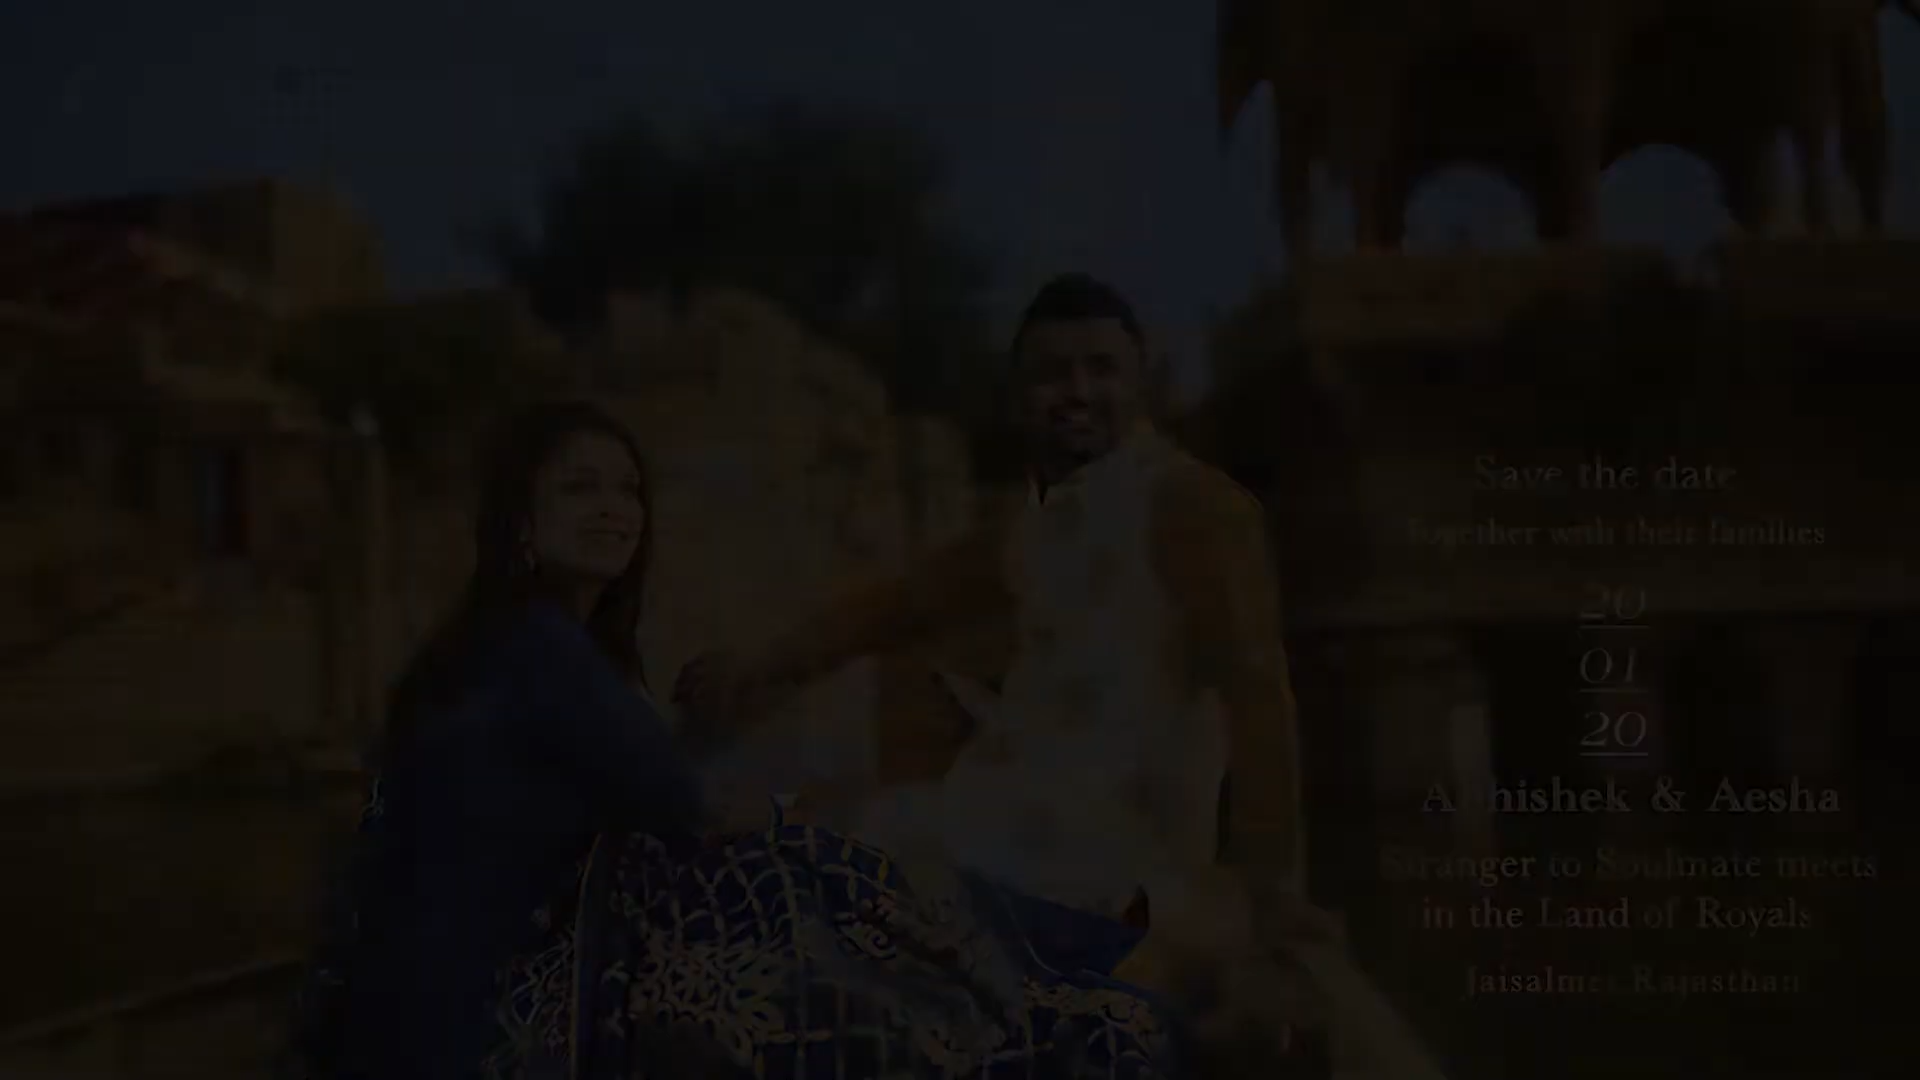 Save the date
Together with their families
20
01
20
Abhishek & Aesha
Stranger to Soulmate meets
in the Land of Royals
Jaisalmer Rajasthan